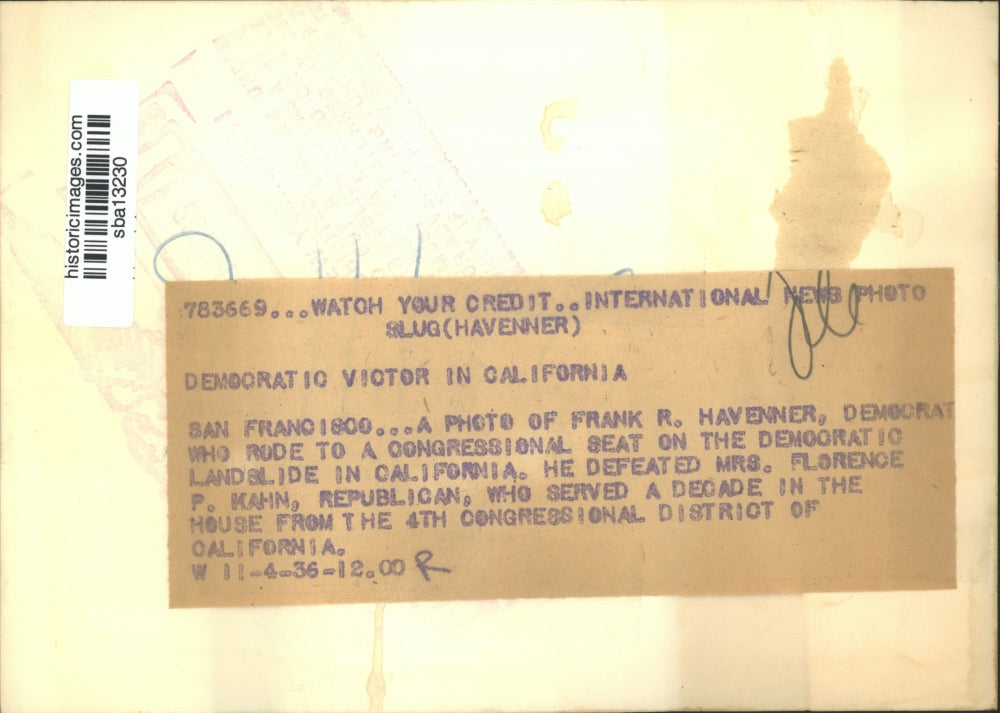 historicimages.com
sba13230
783669...WATCH YOUR CREDIT..INTERNATIONAL NEWS PHOTO
SLUG(HAVENNER)
DEMOCRATIC VICTOR IN CALIFORNIA
SAN FRANCISCO...A PHOTO OF FRANK R. HAVENNER, DEMOCRAT
WHO RODE TO A CONGRESSIONAL SEAT ON THE DEMOCRATIC
LANDSLIDE IN CALIFORNIA. HE DEFEATED MRS. FLORENCE
P. KAHN, REPUBLICAN, WHO SERVED A DECADE IN THE
HOUSE FROM THE 4TH CONGRESSIONAL DISTRICT OF
CALIFORNIA.
W 11-4-36-12.00 R